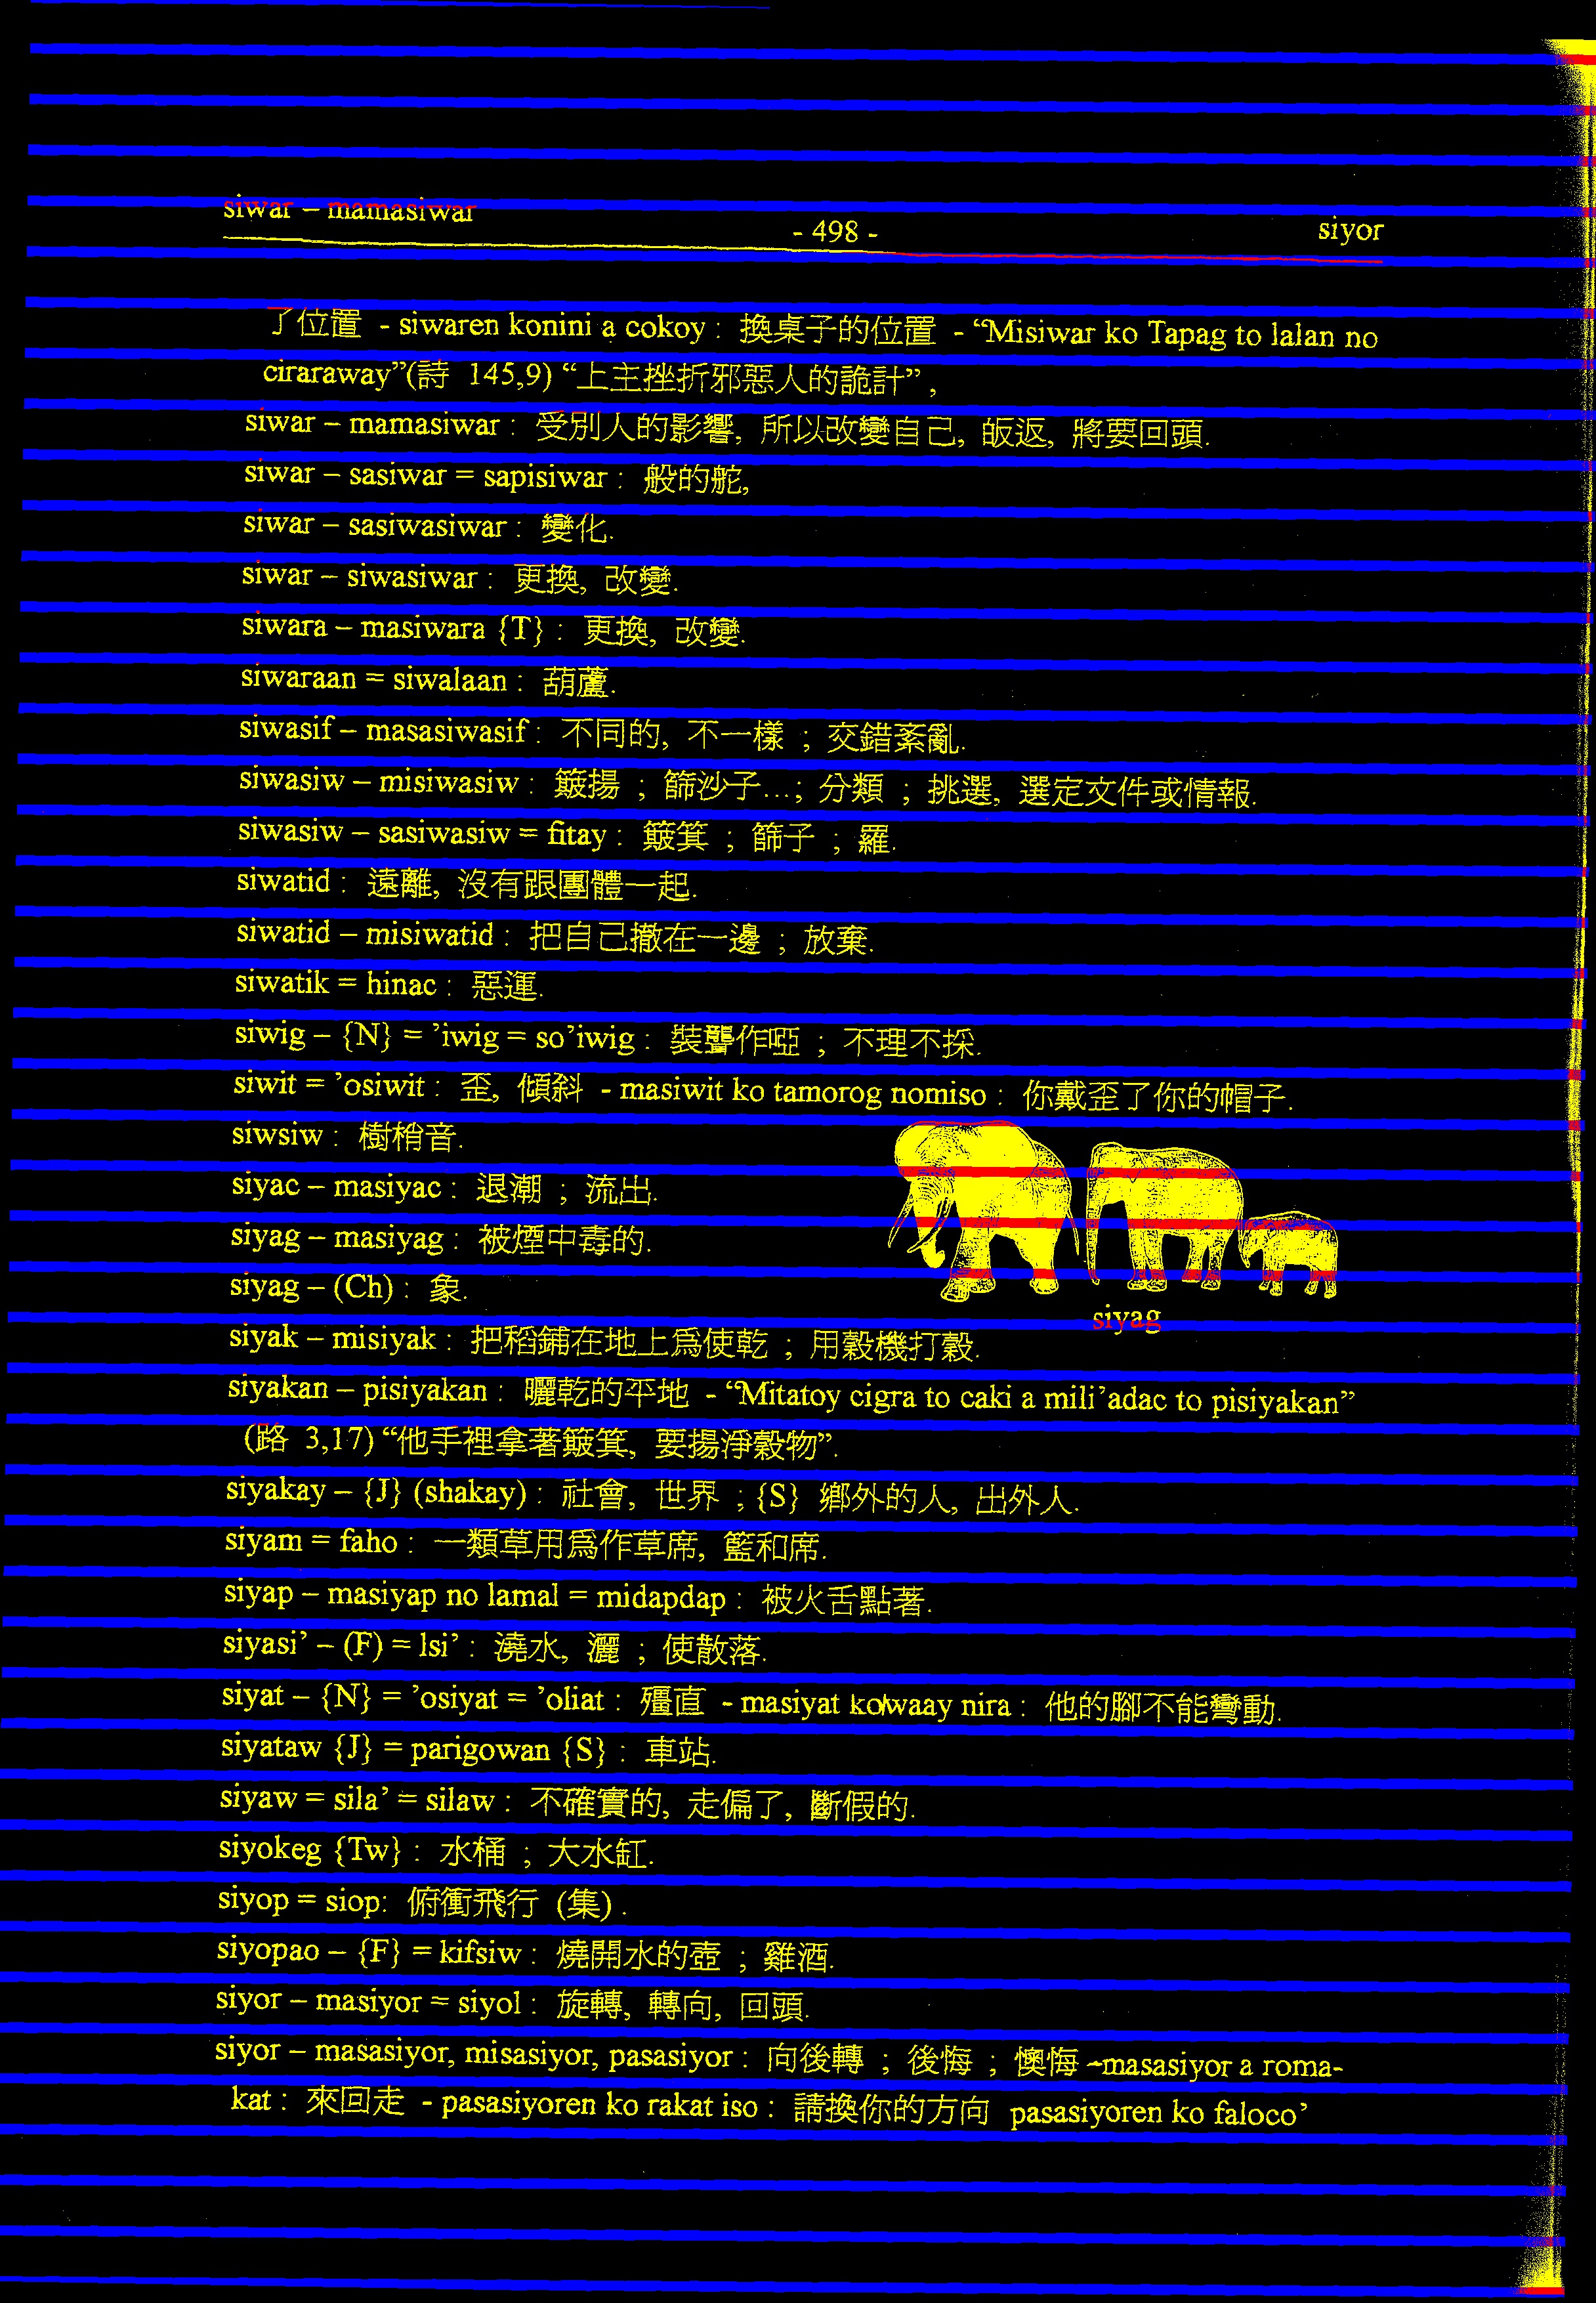 siwar – mamasiwar
- 498 -
siyor
了位置 - siwaren konini a cokoy : 換桌子的位置 - “Misiwar ko Tapag to lalan no
ciraraway”(詩 145,9) “上主挫折邪惡人的詭計” ,
siwar – mamasiwar : 受別人的影響, 所以改變自己, 皈返, 將要回頭.
siwar – sasiwar = sapisiwar : 般的舵,
siwar – sasiwasiwar : 變化.
siwar – siwasiwar : 更換, 改變.
siwara – masiwara {T} : 更換, 改變.
siwaraan = siwalaan : 葫蘆.
siwasif – masasiwasif : 不同的, 不一樣 ; 交錯紊亂.
siwasiw – misiwasiw : 簸揚 ; 篩沙子...; 分類 ; 挑選, 選定文件或情報.
siwasiw – sasiwasiw = fitay : 簸箕 ; 篩子 ; 羅.
siwatid : 遠離, 沒有跟團體一起.
siwatid – misiwatid : 把自己撤在一邊 ; 放棄.
siwatik = hinac : 惡運.
siwig – {N} = ’iwig = so’iwig : 裝聾作啞 ; 不理不採.
siwit = ’osiwit : 歪, 傾斜 - masiwit ko tamorog nomiso : 你戴歪了你的帽子.
siwsiw : 樹梢音.
siyac – masiyac : 退潮 ; 流出.
siyag – masiyag : 被煙中毒的.
siyag – (Ch) : 象.
siyag
siyak – misiyak : 把稻鋪在地上爲使乾 ; 用穀機打穀.
siyakan – pisiyakan : 曬乾的平地 - “Mitatoy cigra to caki a mili’adac to pisiyakan”
(路 3,17) “他手裡拿著簸箕, 要揚淨穀物”.
siyakay – {J} (shakay) : 社會, 世界 ; {S} 鄉外的人, 出外人.
siyam = faho : 一類草用爲作草席, 籃和席.
siyap – masiyap no lamal = midapdap : 被火舌點著.
siyasi’ – (F) = lsi’ : 澆水, 灑 ; 使散落.
siyat – {N} = ’osiyat = ’oliat : 殭直 - masiyat ko waay nira : 他的腳不能彎動.
siyataw {J} = parigowan {S} : 車站.
siyaw = sila’ = silaw : 不確實的, 走偏了, 斷假的.
siyokeg {Tw} : 水桶 ; 大水缸.
siyop = siop: 俯衝飛行 (集) .
siyopao – {F} = kifsiw : 燒開水的壺 ; 雞酒.
siyor – masiyor = siyol : 旋轉, 轉向, 回頭.
siyor – masasiyor, misasiyor, pasasiyor : 向後轉 ; 後悔 ; 懊悔 -masasiyor a roma-
kat : 來回走 - pasasiyoren ko rakat iso : 請換你的方向 pasasiyoren ko faloco’